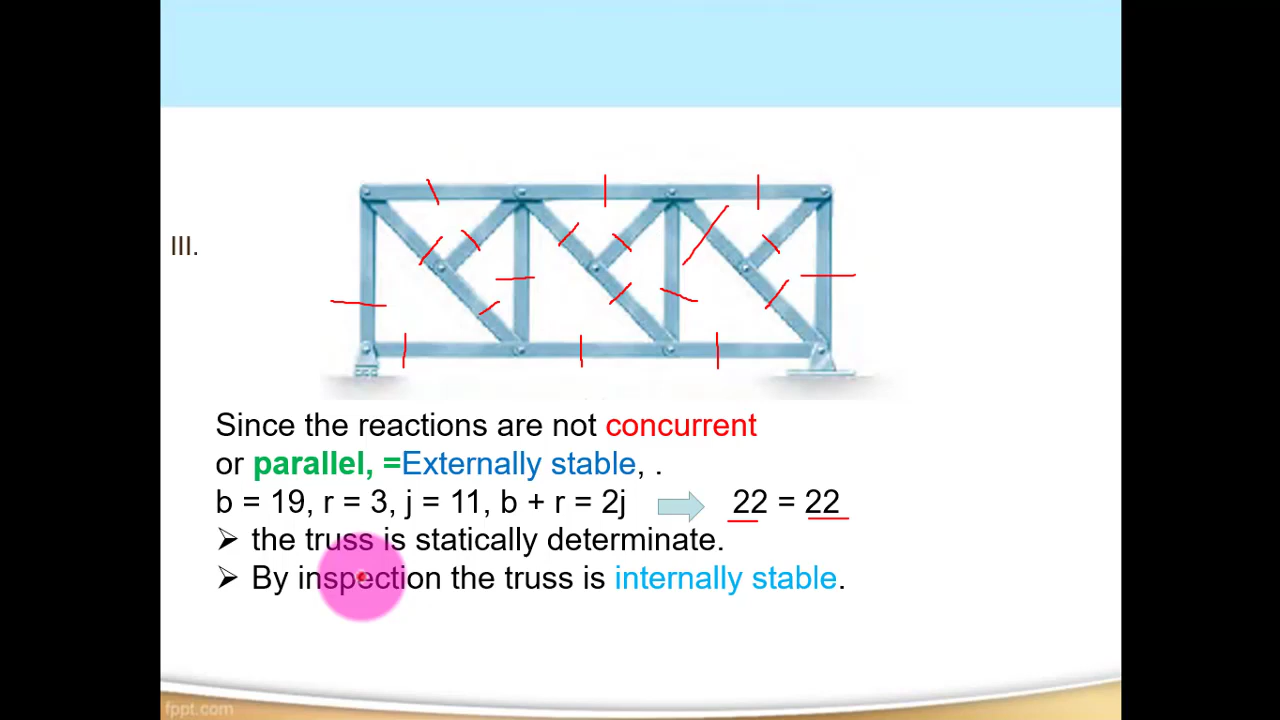 III.
Since the reactions are not concurrent
or parallel, =Externally stable, .
b = 19, r = 3, j = 11, b + r = 2j 22 = 22
➢ the truss is statically determinate.
➢ By inspection the truss is internally stable.
fppt.com